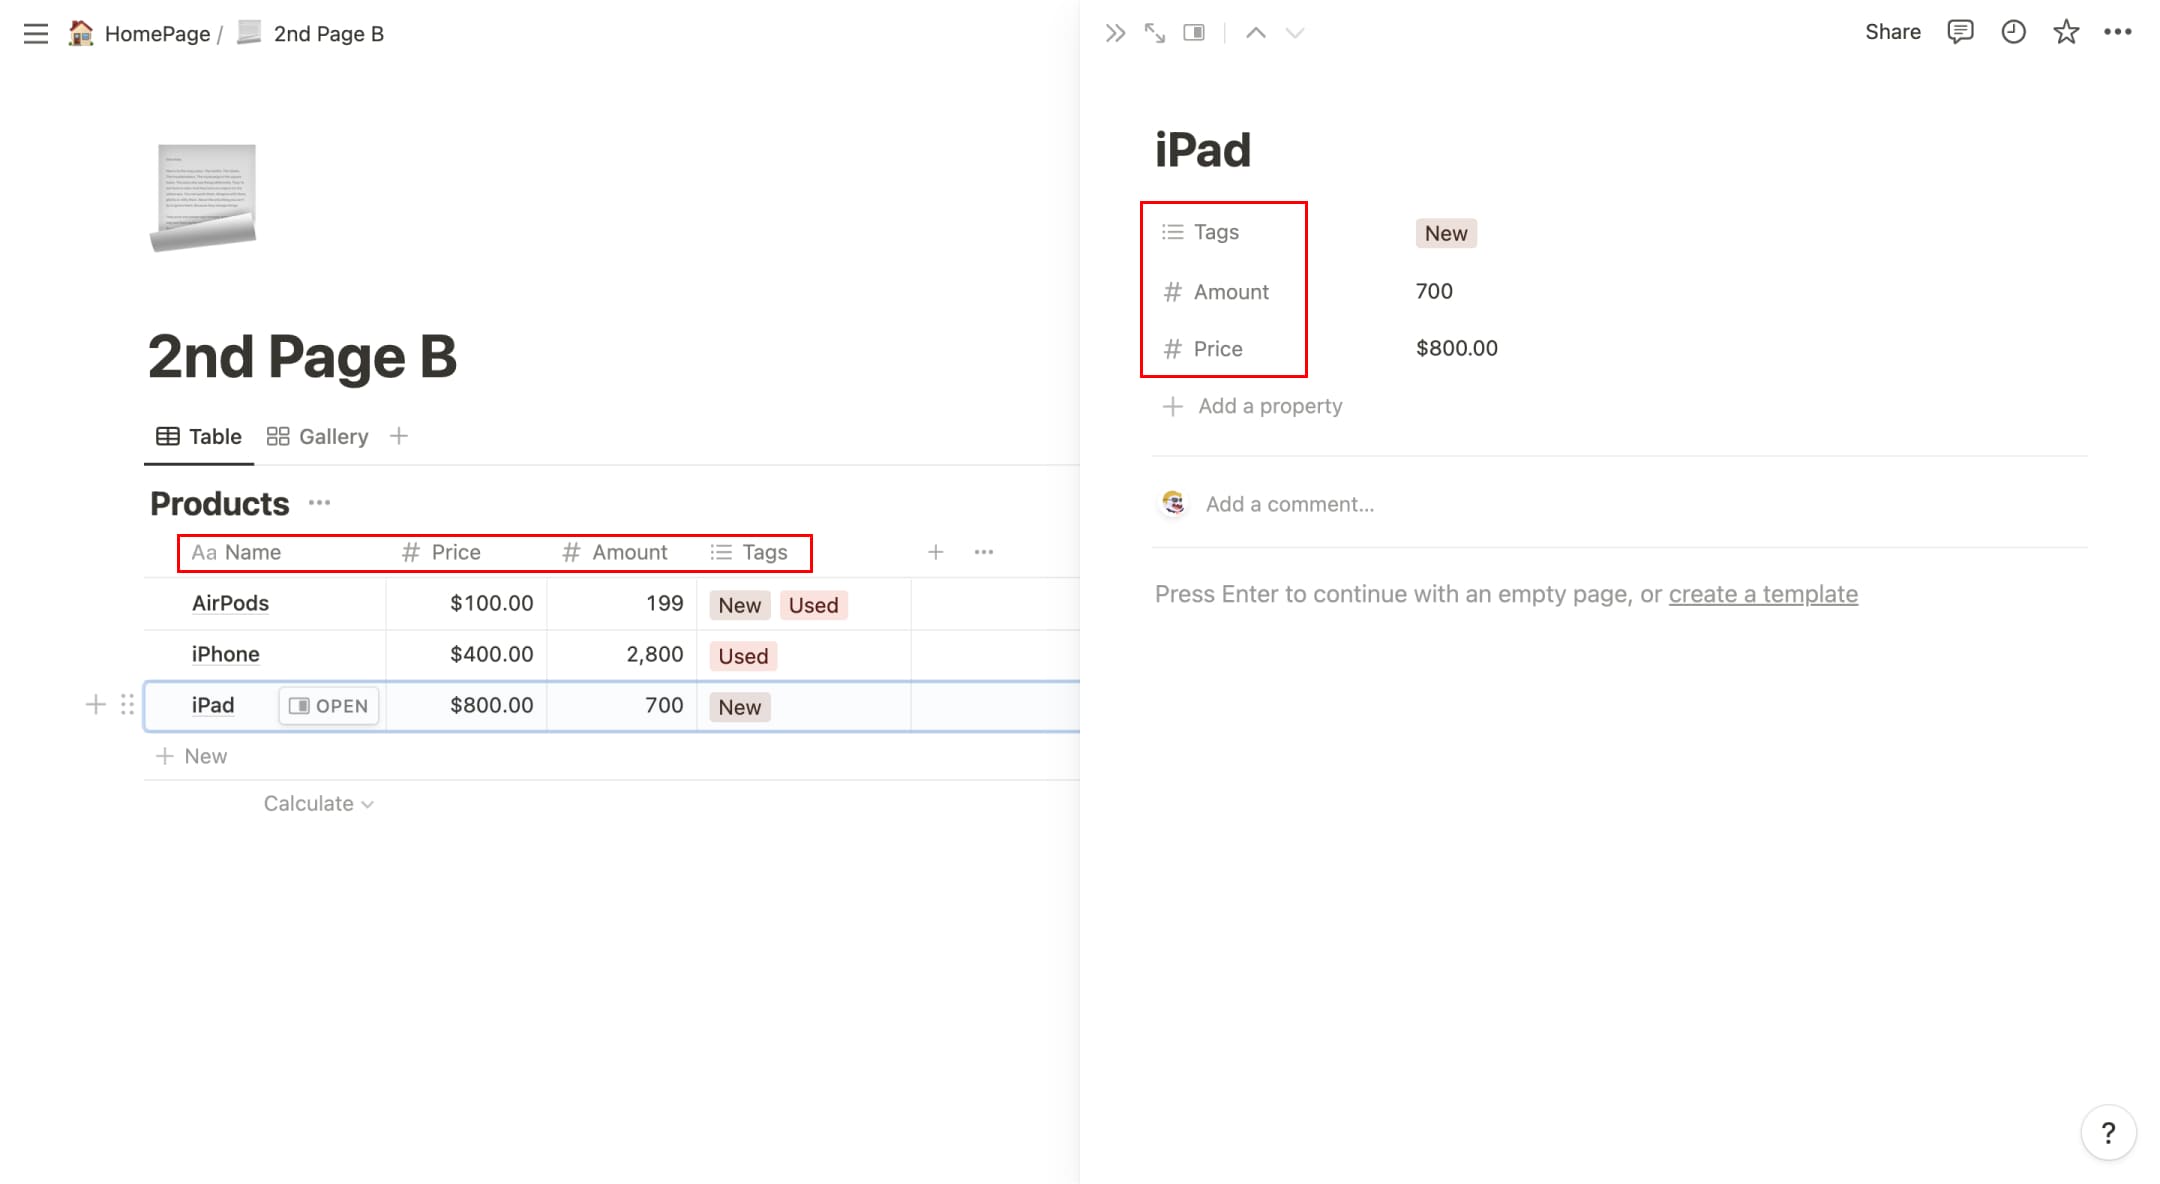 HomePage / 2nd Page B
2nd Page B
Table Gallery
Products
Aa Name # Price # Amount Tags
AirPods $100.00 199 New Used
iPhone $400.00 2,800 Used
iPad OPEN $800.00 700 New
+ New
Calculate
Share
iPad
Tags New
# Amount 700
# Price $800.00
+ Add a property
Add a comment...
Press Enter to continue with an empty page, or create a template
?